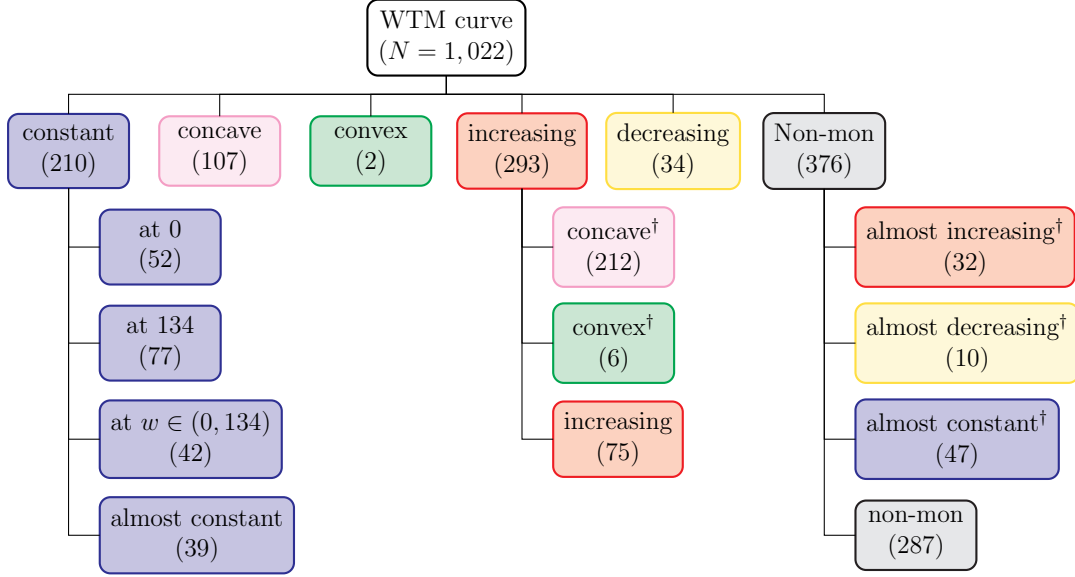 WTM curve
(N = 1, 022)
constant
(210)
concave
(107)
convex
(2)
increasing
(293)
decreasing
(34)
Non-mon
(376)
at 0
(52)
at 134
(77)
at w ∈ (0, 134)
(42)
almost constant
(39)
concave†
(212)
convex†
(6)
increasing
(75)
almost increasing†
(32)
almost decreasing†
(10)
almost constant†
(47)
non-mon
(287)